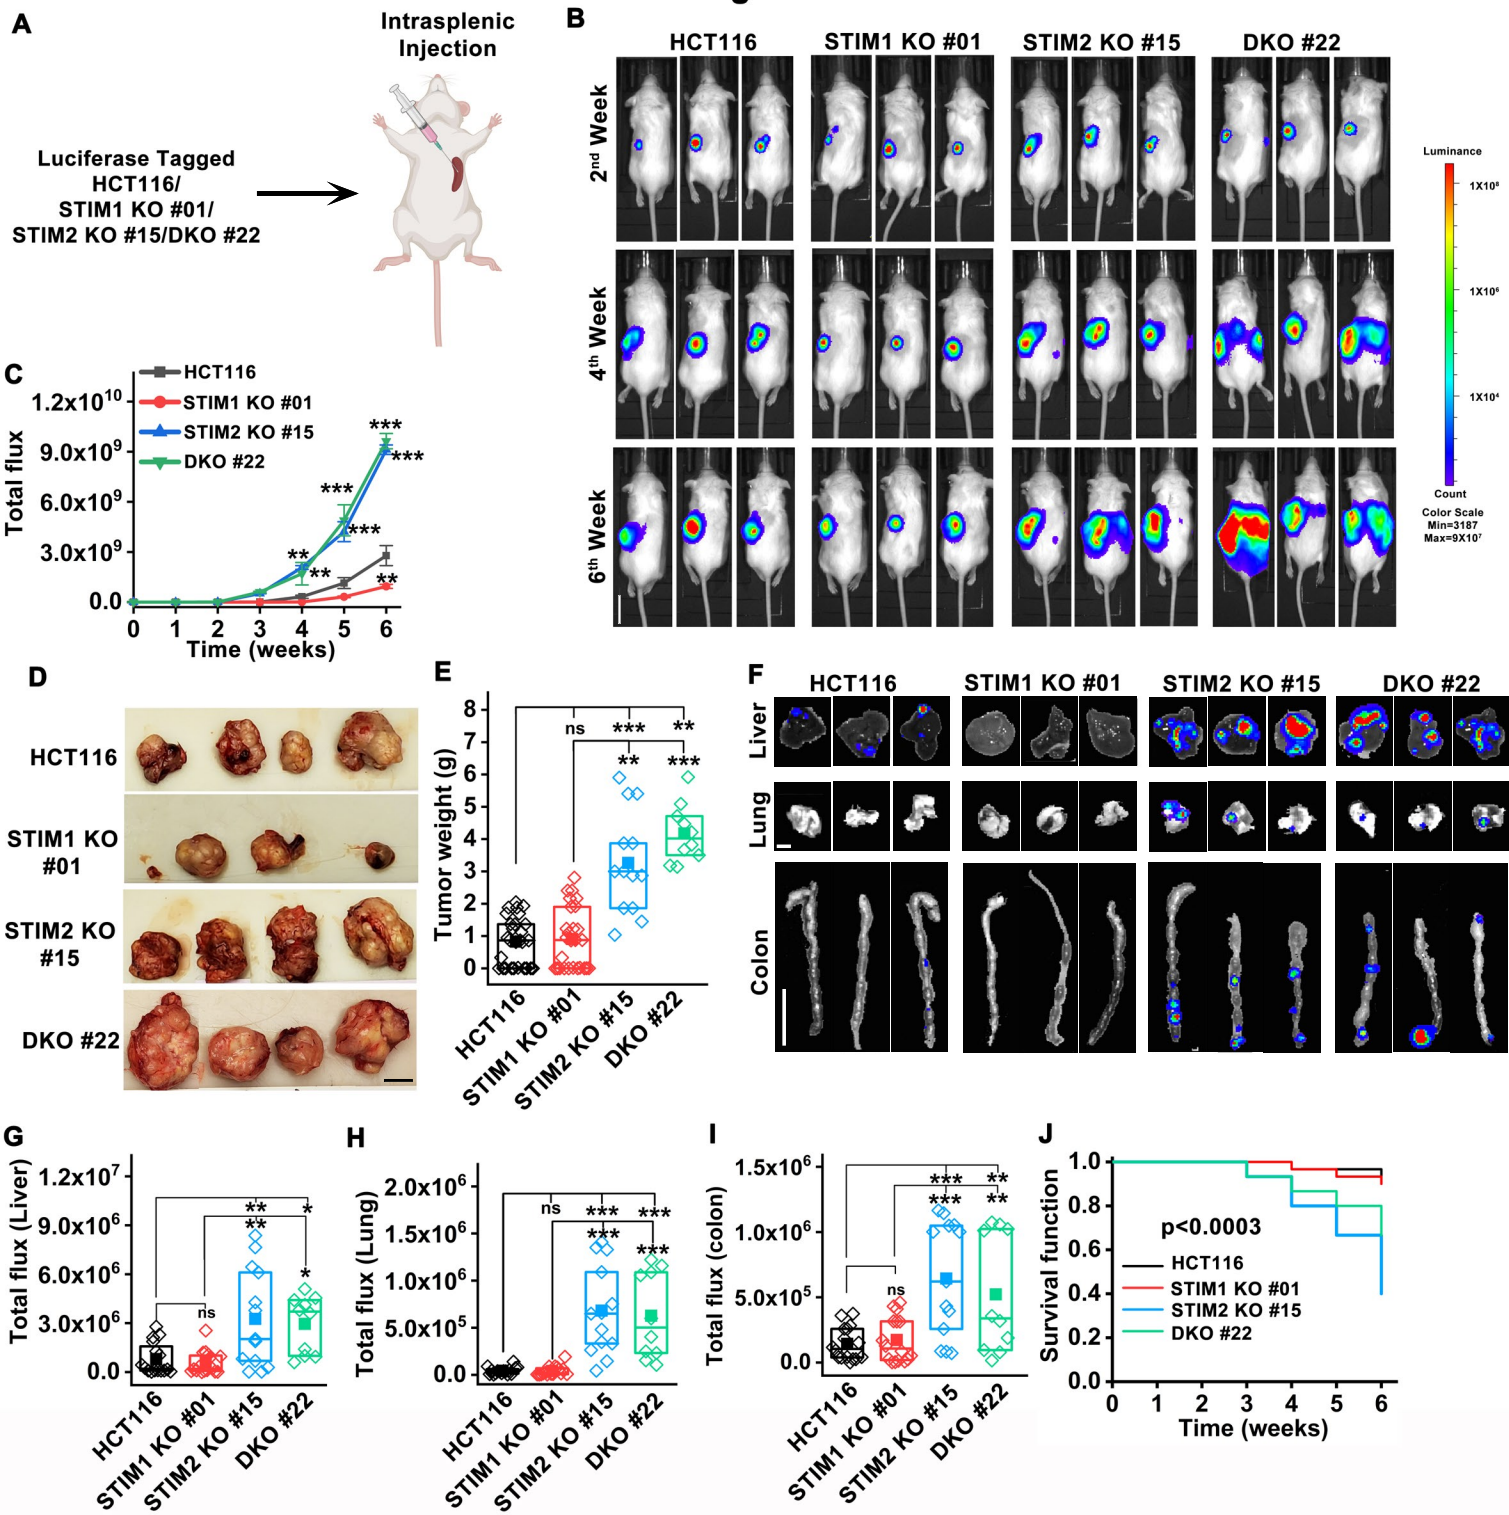 A
Intrasplenic
Injection
Luciferase Tagged
HCT116/
STIM1 KO #01/
STIM2 KO #15/DKO #22
B
HCT116
STIM1 KO #01
STIM2 KO #15
DKO #22
2nd Week
4th Week
6th Week
Luminance
1X10⁸
1X10⁶
1X10⁴
Count
Color Scale
Min=3187
Max=9X10⁷
C
HCT116
STIM1 KO #01
STIM2 KO #15
DKO #22
Total flux
1.2x10¹⁰
9.0x10⁹
6.0x10⁹
3.0x10⁹
0.0
***
***
***
***
**
**
**
0 1 2 3 4 5 6
Time (weeks)
D
HCT116
STIM1 KO
#01
STIM2 KO
#15
DKO #22
E
Tumor weight (g)
8
7
6
5
4
3
2
1
0
ns *** **
** ***
HCT116
STIM1 KO #01
STIM2 KO #15
DKO #22
F
HCT116
STIM1 KO #01
STIM2 KO #15
DKO #22
Liver
Lung
Colon
G
Total flux (Liver)
1.2x10⁷
9.0x10⁶
6.0x10⁶
3.0x10⁶
0.0
** *
**
*
ns
HCT116
STIM1 KO #01
STIM2 KO #15
DKO #22
H
Total flux (Lung)
2.0x10⁶
1.5x10⁶
1.0x10⁶
5.0x10⁵
0.0
ns *** ***
*** ***
HCT116
STIM1 KO #01
STIM2 KO #15
DKO #22
I
Total flux (colon)
1.5x10⁶
1.0x10⁶
5.0x10⁵
0.0
*** **
*** **
ns
HCT116
STIM1 KO #01
STIM2 KO #15
DKO #22
J
Survival function
1.0
0.8
0.6
0.4
0.2
0.0
p<0.0003
HCT116
STIM1 KO #01
STIM2 KO #15
DKO #22
0 1 2 3 4 5 6
Time (weeks)